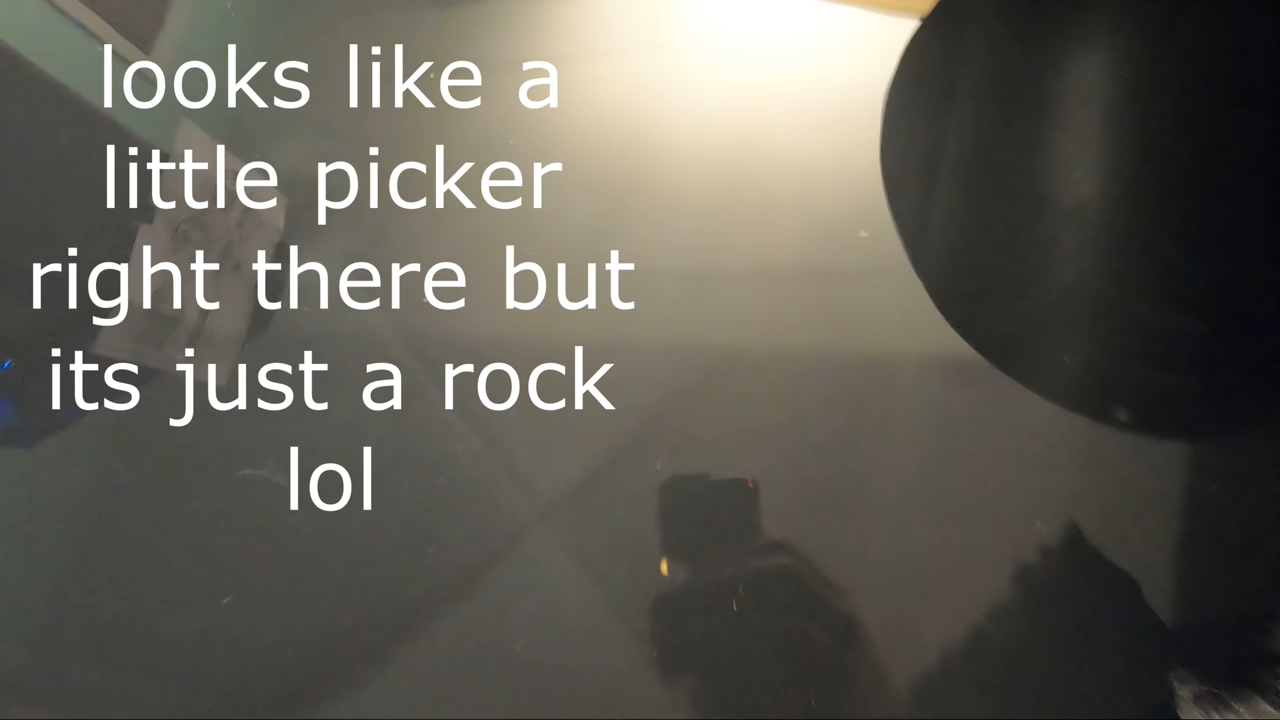 looks like a
little picker
right there but
its just a rock
lol